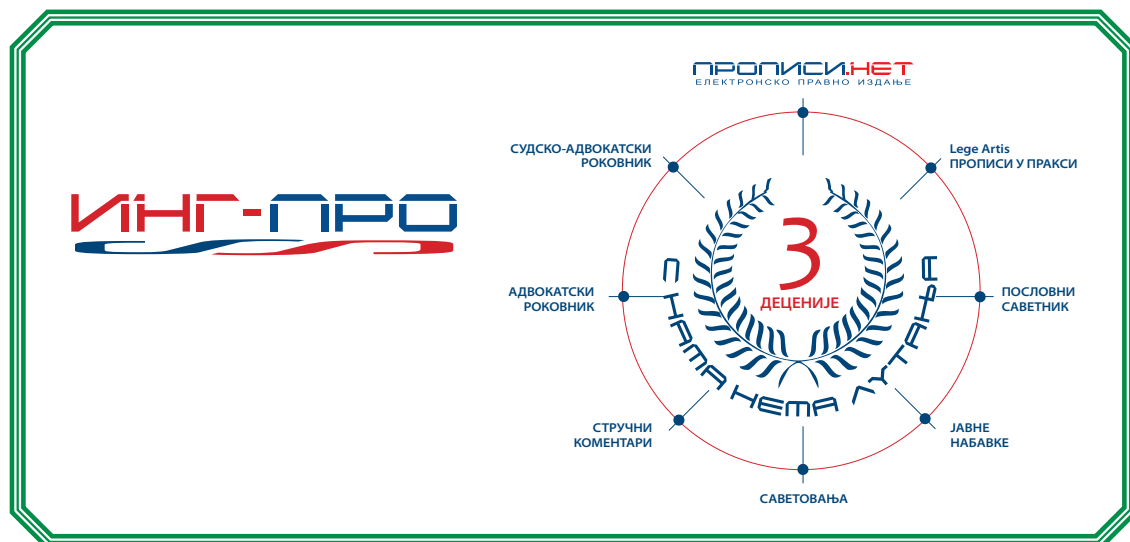 ИНГ-ПРО
ПРОПИСИ.НЕТ
ЕЛЕКТРОНСКО ПРАВНО ИЗДАЊЕ
СУДСКО-АДВОКАТСКИ
РОКОВНИК
Lege Artis
ПРОПИСИ У ПРАКСИ
3
ДЕЦЕНИЈЕ
АДВОКАТСКИ
РОКОВНИК
ПОСЛОВНИ
САВЕТНИК
С НАМА НЕМА ЛУТАЊА
СТРУЧНИ
КОМЕНТАРИ
ЈАВНЕ
НАБАВКЕ
САВЕТОВАЊА